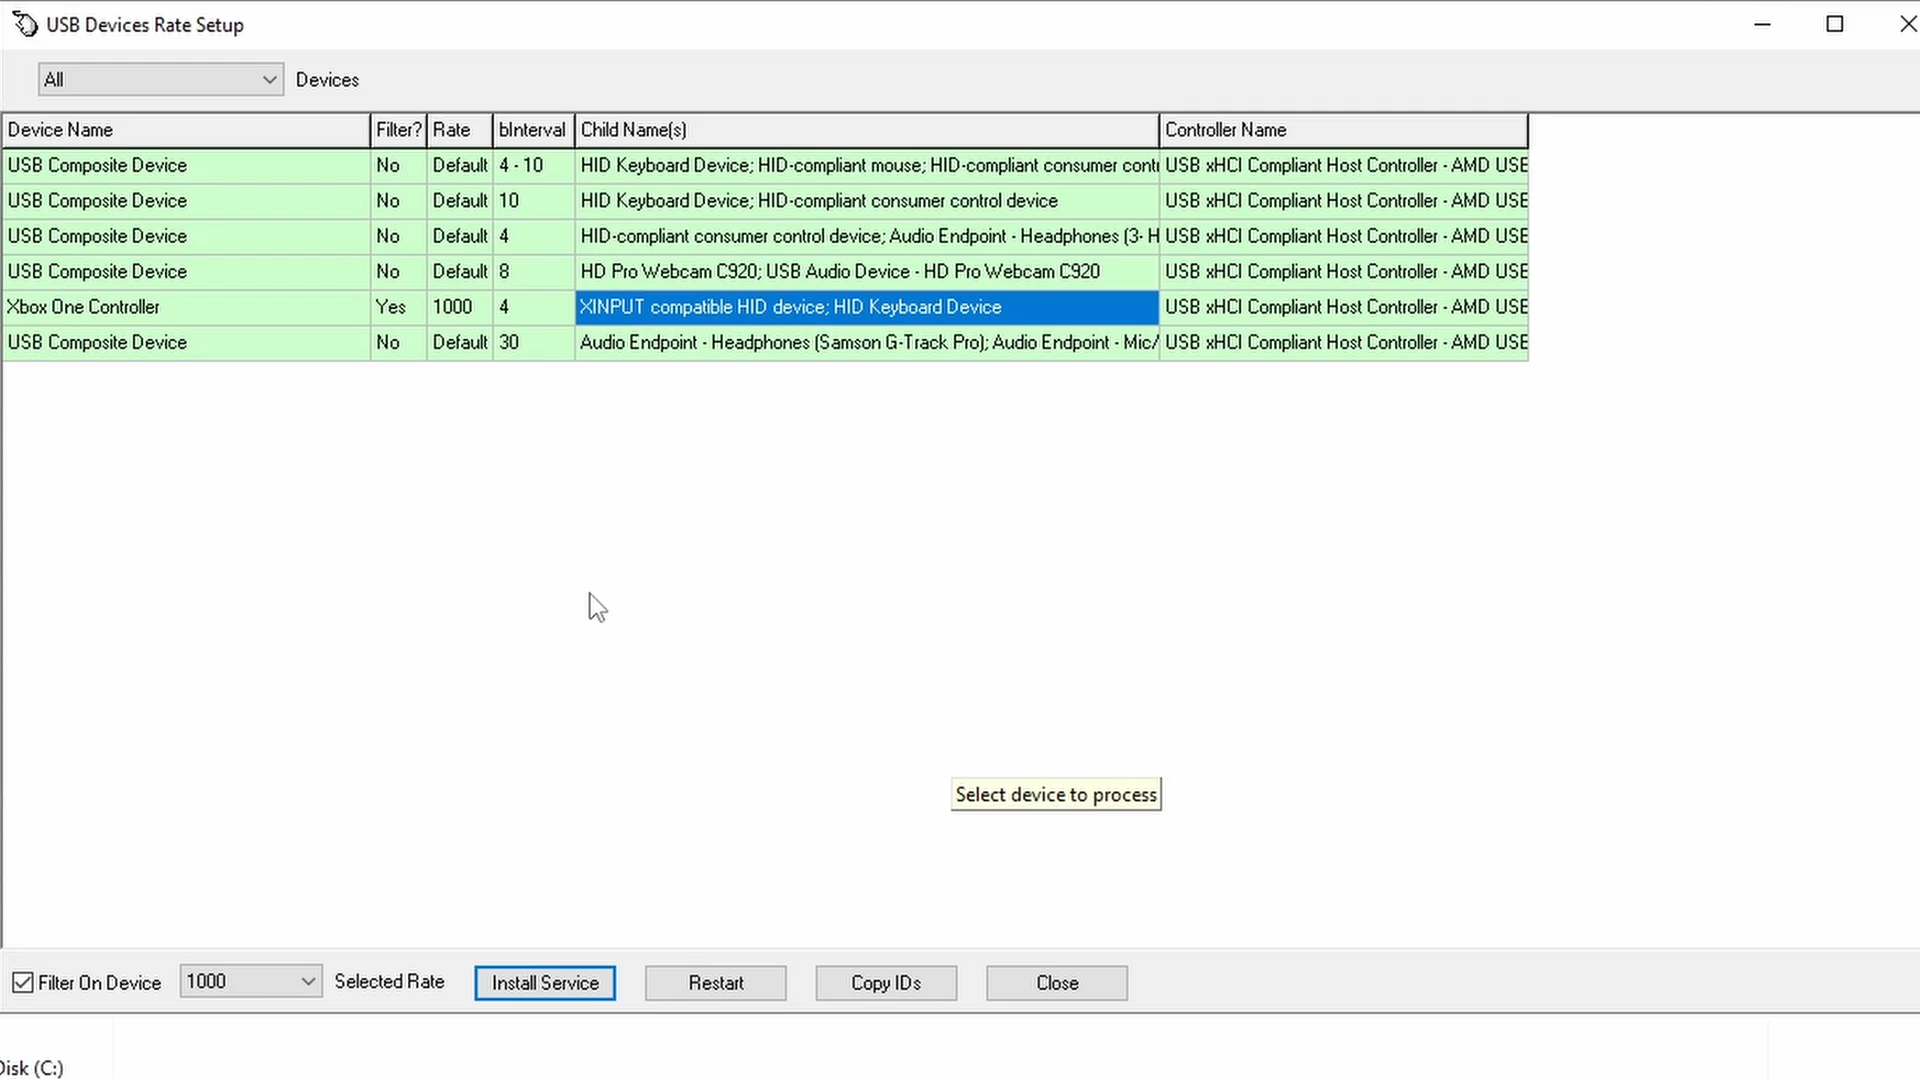 USB Devices Rate Setup
All Devices
Device Name Filter? Rate bInterval Child Name(s) Controller Name
USB Composite Device No Default 4 - 10 HID Keyboard Device; HID-compliant mouse; HID-compliant consumer contr USB xHCI Compliant Host Controller - AMD USB
USB Composite Device No Default 10 HID Keyboard Device; HID-compliant consumer control device USB xHCI Compliant Host Controller - AMD USB
USB Composite Device No Default 4 HID-compliant consumer control device; Audio Endpoint - Headphones (3- H USB xHCI Compliant Host Controller - AMD USB
USB Composite Device No Default 8 HD Pro Webcam C920; USB Audio Device - HD Pro Webcam C920 USB xHCI Compliant Host Controller - AMD USB
Xbox One Controller Yes 1000 4 XINPUT compatible HID device; HID Keyboard Device USB xHCI Compliant Host Controller - AMD USB
USB Composite Device No Default 30 Audio Endpoint - Headphones (Samson G-Track Pro); Audio Endpoint - Mic/ USB xHCI Compliant Host Controller - AMD USB
Select device to process
Filter On Device 1000 Selected Rate Install Service Restart Copy IDs Close
Disk (C:)